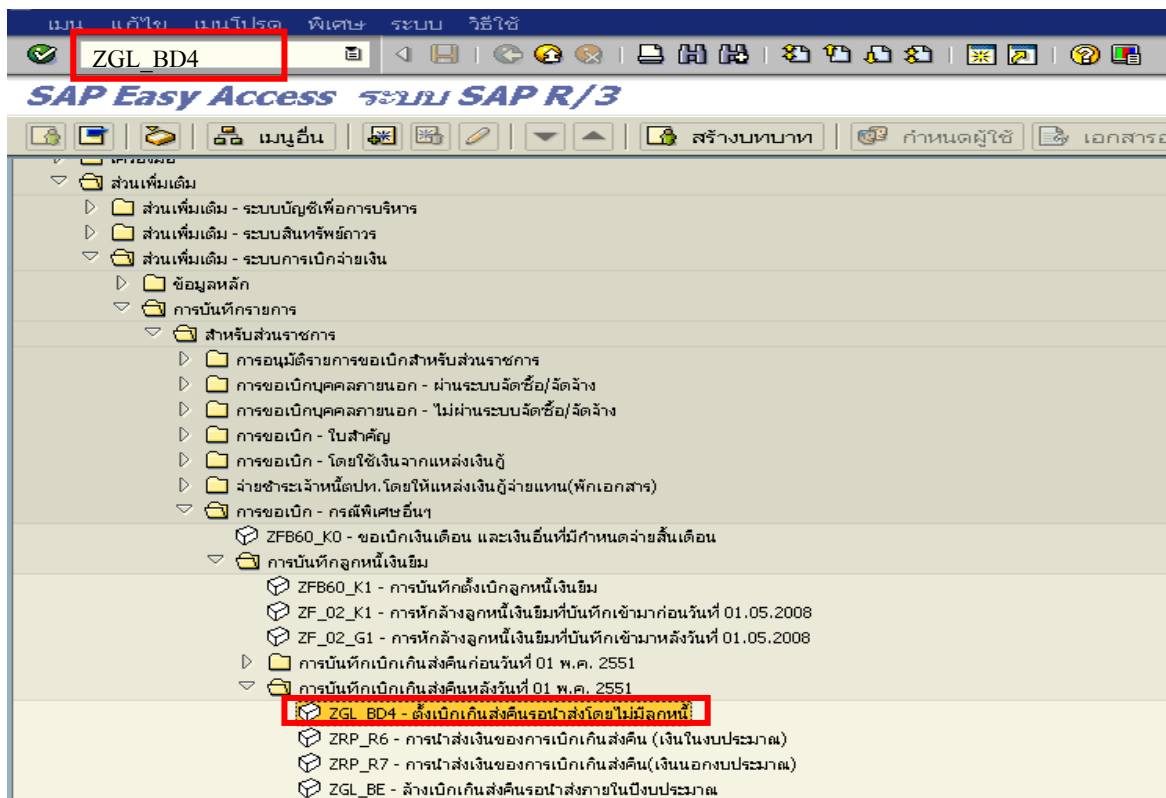 เมนู แก้ไข เมนูโปรด พิเศษ ระบบ วิธีใช้
ZGL_BD4
SAP Easy Access ระบบ SAP R/3
เมนูอื่น สร้างบทบาท กำหนดผู้ใช้
เครื่องมือ
ส่วนเพิ่มเติม
ส่วนเพิ่มเติม - ระบบบัญชีเพื่อการบริหาร
ส่วนเพิ่มเติม - ระบบสินทรัพย์ถาวร
ส่วนเพิ่มเติม - ระบบการเบิกจ่ายเงิน
ข้อมูลหลัก
การบันทึกรายการ
สำหรับส่วนราชการ
การอนุมัติรายการขอเบิกสำหรับส่วนราชการ
การขอเบิกบุคคลภายนอก - ผ่านระบบจัดซื้อ/จัดจ้าง
การขอเบิกบุคคลภายนอก - ไม่ผ่านระบบจัดซื้อ/จัดจ้าง
การขอเบิก - ใบสำคัญ
การขอเบิก - โดยใช้เงินจากแหล่งเงินกู้
จ่ายชำระเจ้าหนี้ตปท.โดยให้แหล่งเงินกู้จ่ายแทน(พักเอกสาร)
การขอเบิก - กรณีพิเศษอื่นๆ
ZFB60_K0 - ขอเบิกเงินเดือน และเงินอื่นที่มีกำหนดจ่ายสิ้นเดือน
การบันทึกลูกหนี้เงินยืม
ZFB60_K1 - การบันทึกตั้งเบิกลูกหนี้เงินยืม
ZF_02_K1 - การหักล้างลูกหนี้เงินยืมที่บันทึกเข้ามาก่อนวันที่ 01.05.2008
ZF_02_G1 - การหักล้างลูกหนี้เงินยืมที่บันทึกเข้ามาหลังวันที่ 01.05.2008
การบันทึกเบิกเกินส่งคืนก่อนวันที่ 01 พ.ค. 2551
การบันทึกเบิกเกินส่งคืนหลังวันที่ 01 พ.ค. 2551
ZGL_BD4 - ตั้งเบิกเกินส่งคืนรอนำส่งโดยไม่มีลูกหนี้
ZRP_R6 - การนำส่งเงินของการเบิกเกินส่งคืน (เงินในงบประมาณ)
ZRP_R7 - การนำส่งเงินของการเบิกเกินส่งคืน(เงินนอกงบประมาณ)
ZGL_BE - ล้างเบิกเกินส่งคืนรอนำส่งภายในปีงบประมาณ